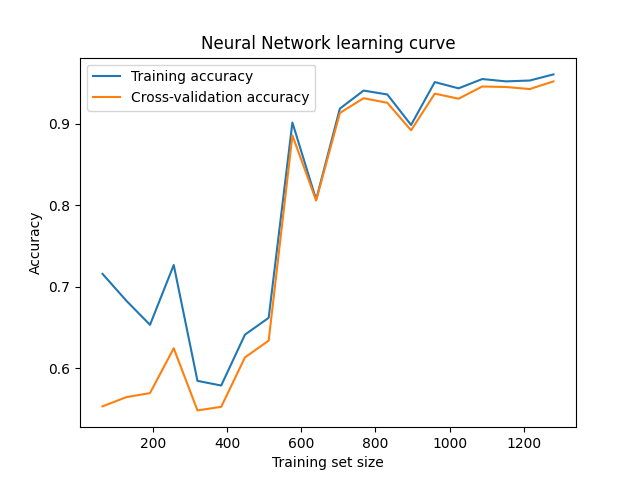 Neural Network learning curve
Training accuracy
Cross-validation accuracy
0.9
0.8
0.7
0.6
Accuracy
200 400 600 800 1000 1200
Training set size